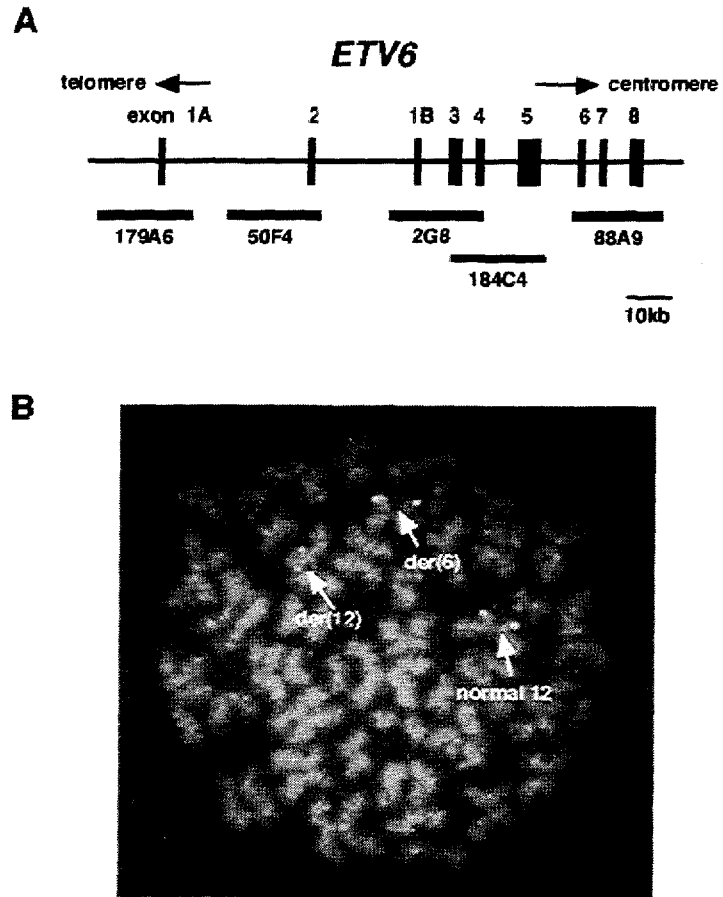 A
ETV6
telomere centromere
exon 1A 2 1B 3 4 5 6 7 8
179A6 50F4 2G8 88A9
184C4
10kb
B
der(6)
der(12)
normal 12